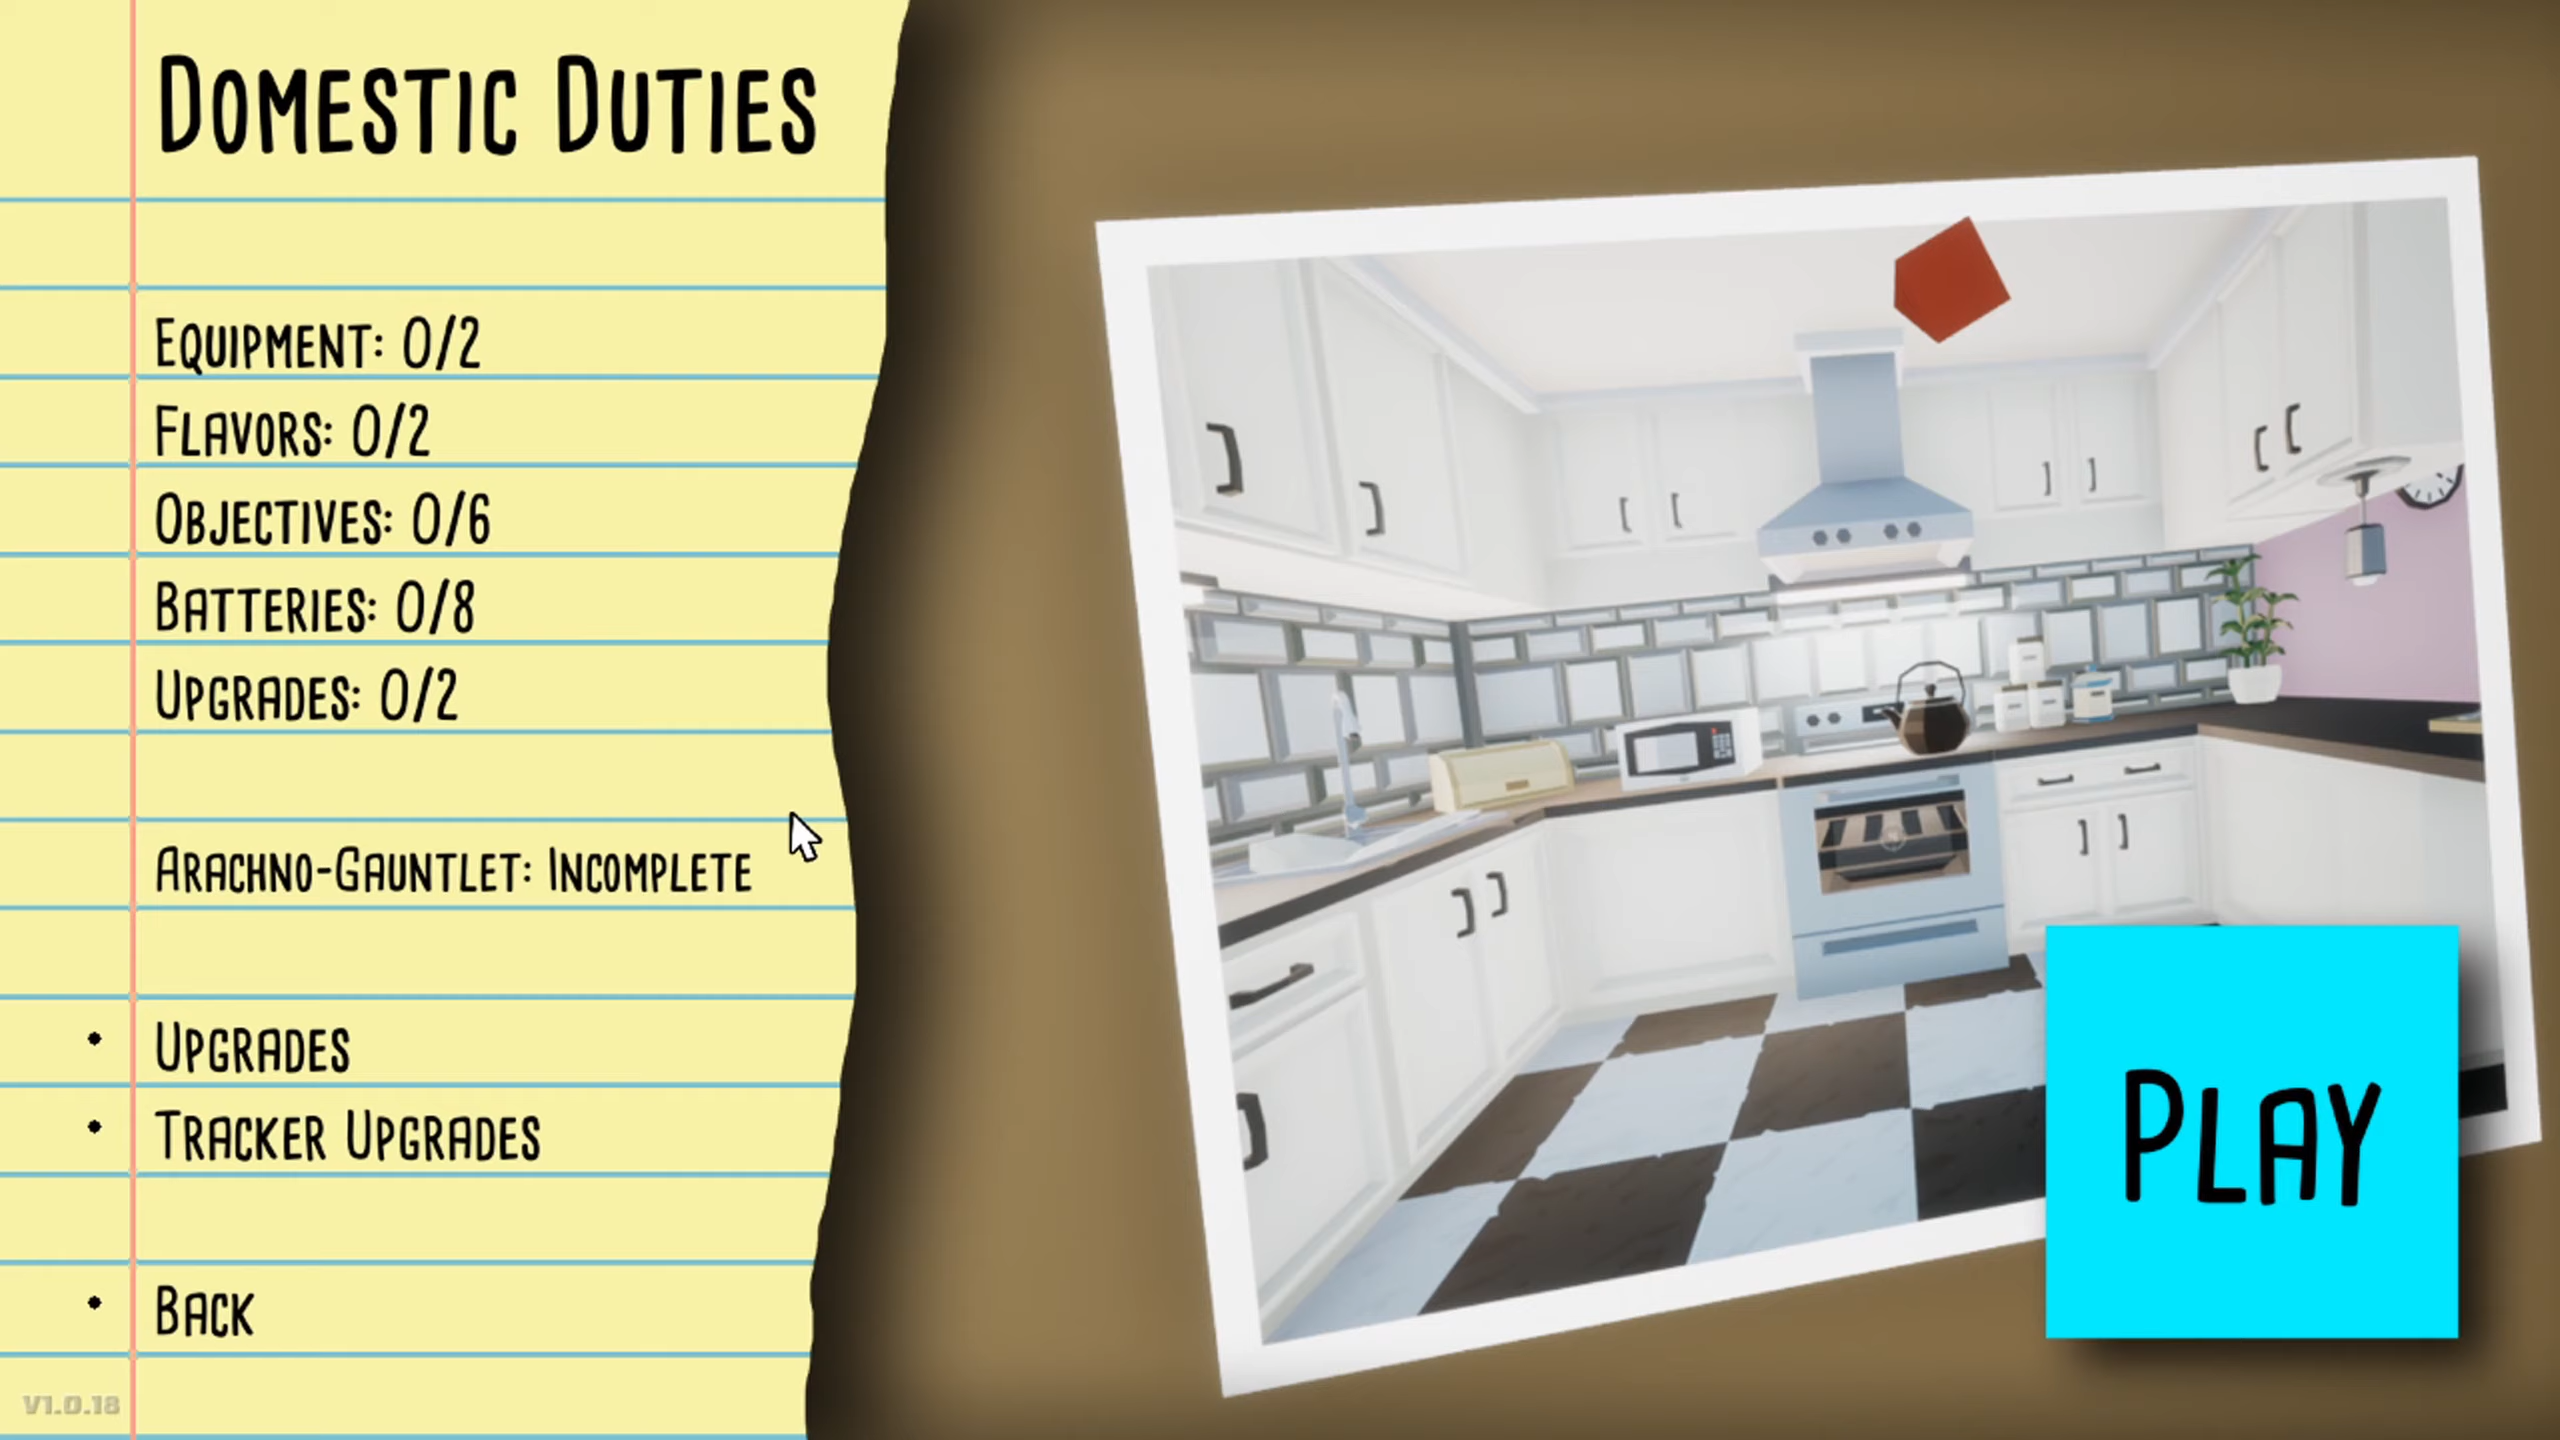 Domestic Duties
Equipment: 0/2
Flavors: 0/2
Objectives: 0/6
Batteries: 0/8
Upgrades: 0/2
Arachno-Gauntlet: Incomplete
• Upgrades
• Tracker Upgrades
• Back
Play
V1.0.18